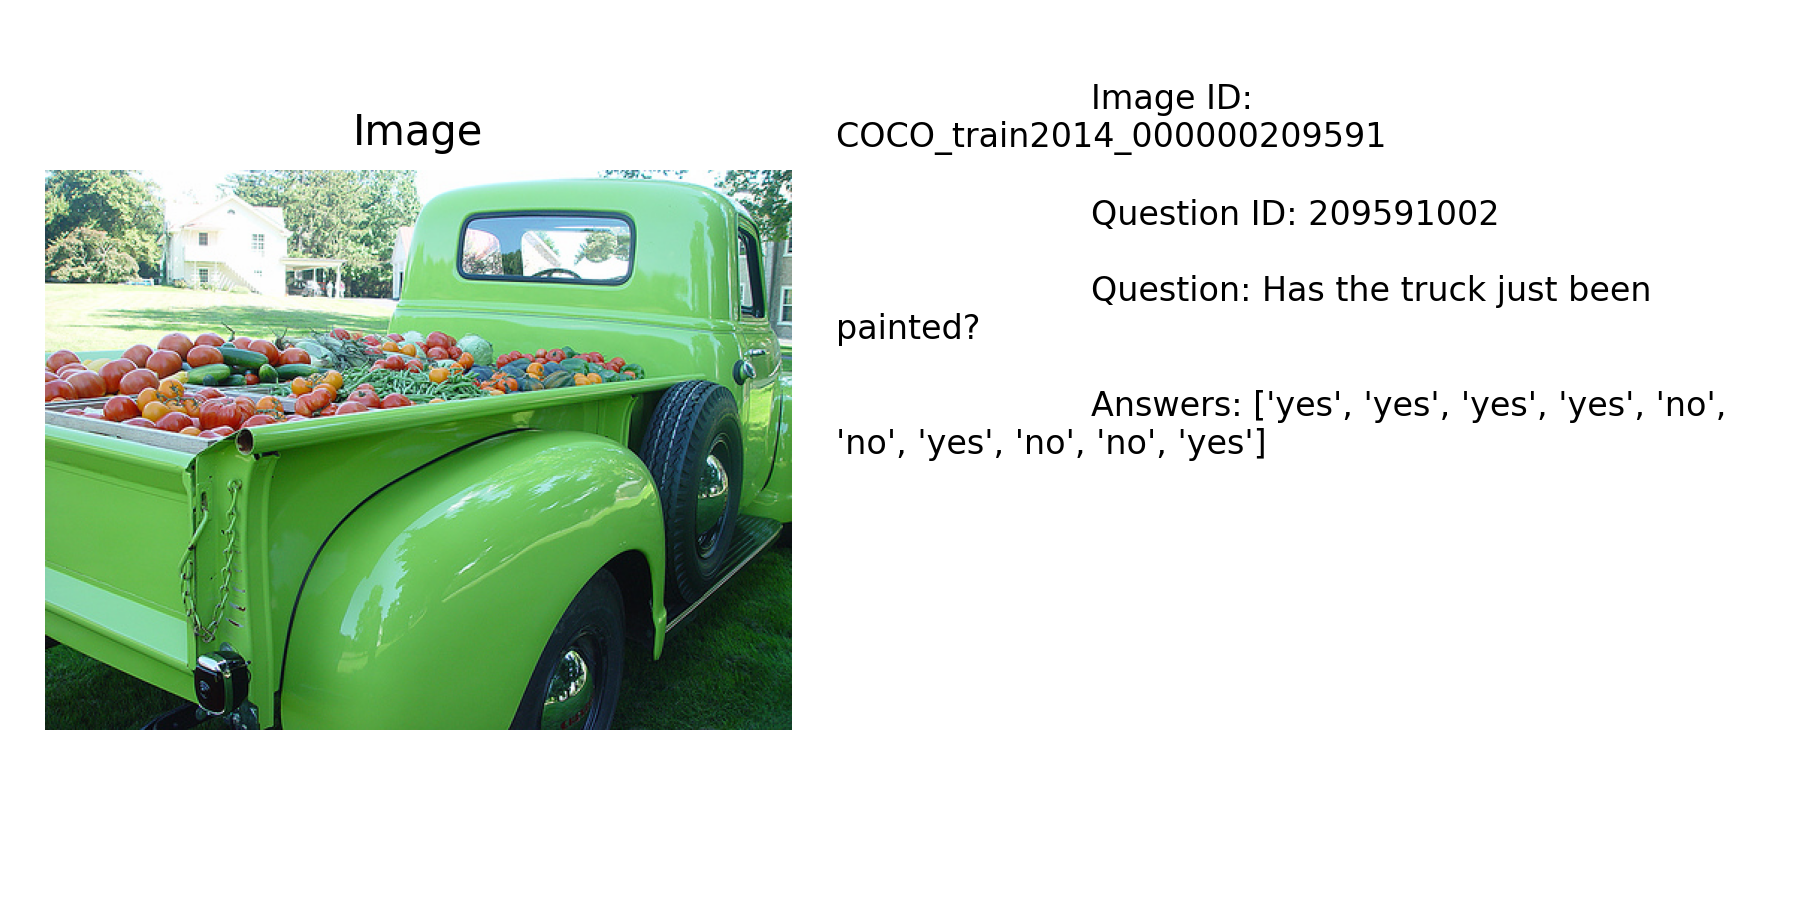 Image
Image ID:
COCO_train2014_000000209591
Question ID: 209591002
Question: Has the truck just been
painted?
Answers: ['yes', 'yes', 'yes', 'yes', 'no',
'no', 'yes', 'no', 'no', 'yes']